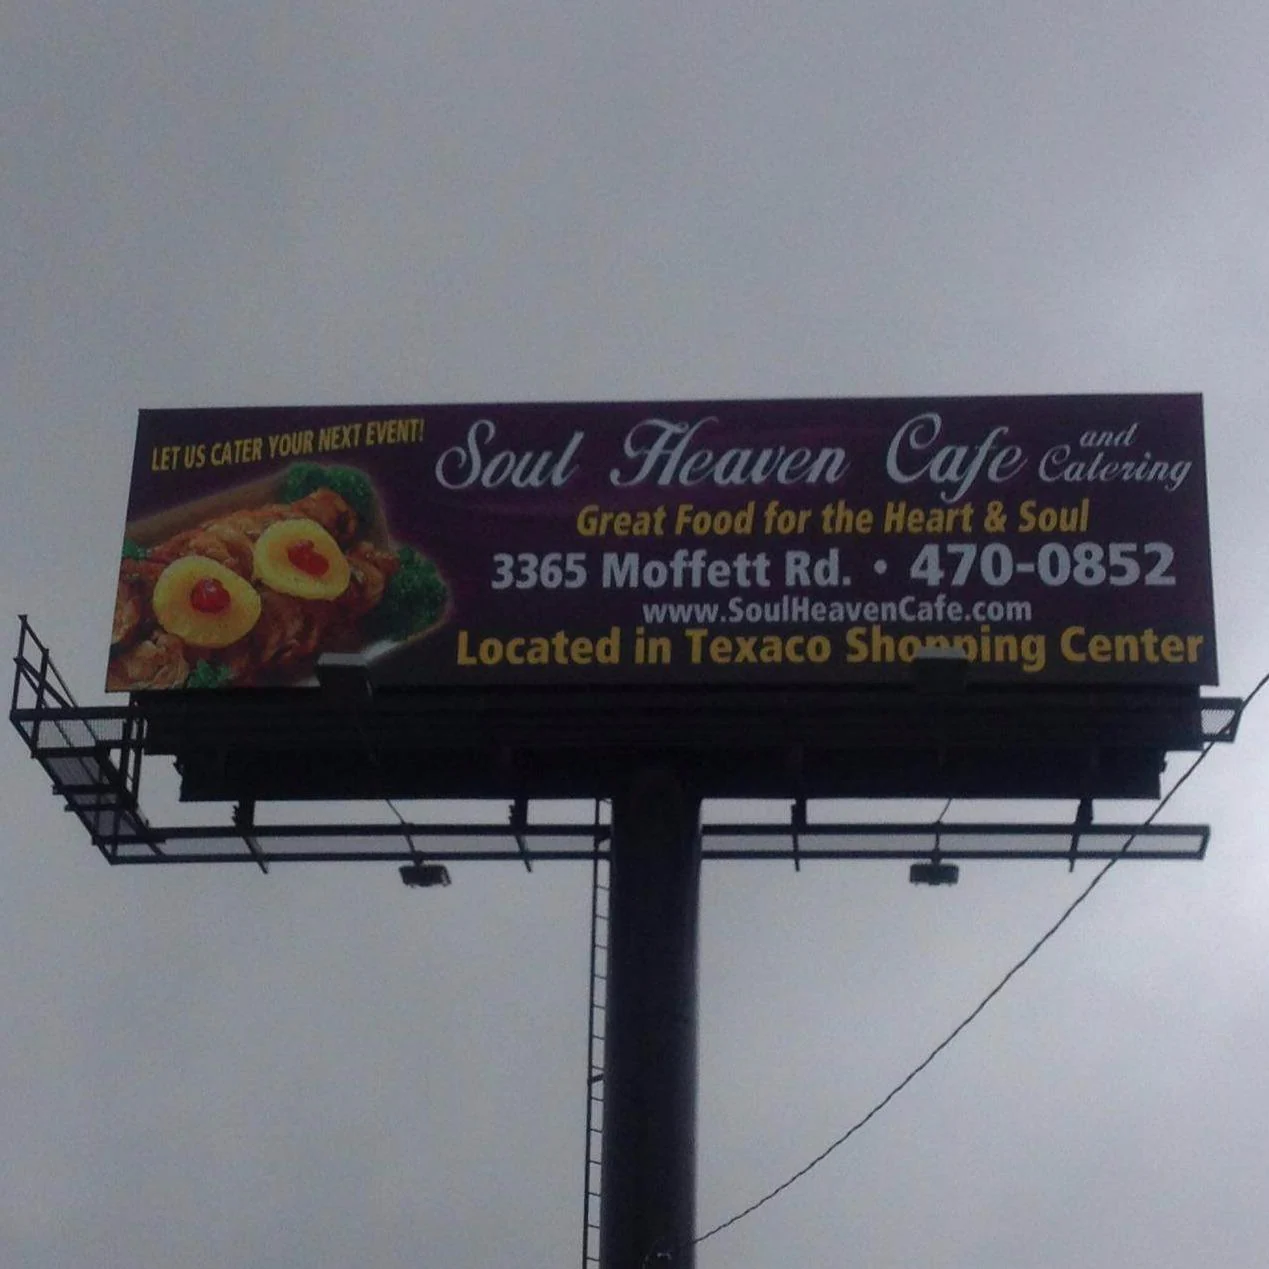 LET US CATER YOUR NEXT EVENT!
Soul Heaven Cafe and Catering
Great Food for the Heart & Soul
3365 Moffett Rd. • 470-0852
www.SoulHeavenCafe.com
Located in Texaco Shopping Center